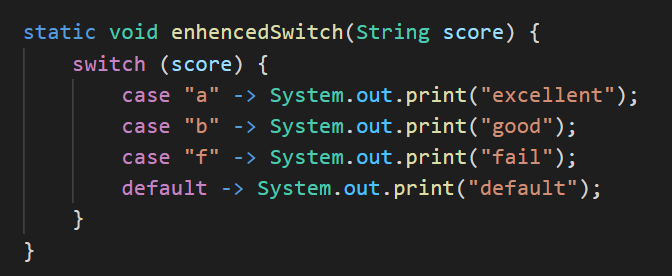 static void enhencedSwitch(String score) {
    switch (score) {
        case "a" -> System.out.print("excellent");
        case "b" -> System.out.print("good");
        case "f" -> System.out.print("fail");
        default -> System.out.print("default");
    }
}